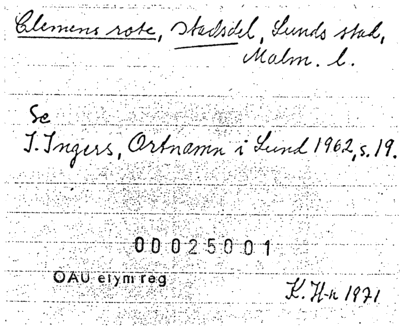 Clemens rote, stadsdel, Lunds stad,
Malm. l.
Se
I. Ingers, Ortnamn i Lund 1962, s. 19.
00025001
OAU etym reg
K. H-n 1971